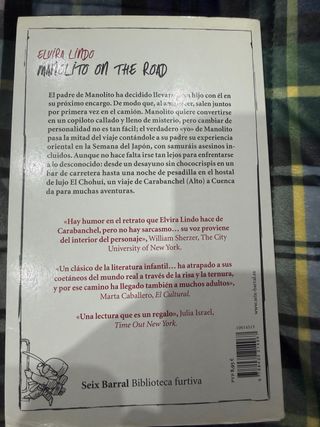 ELVIRA LINDO
MANOLITO ON THE ROAD
El padre de Manolito ha decidido llevarse a su hijo con él en
su próximo encargo. De modo que, al amanecer, salen juntos
por primera vez en el camión. Manolito quiere convertirse
en un copiloto callado y lleno de misterio, pero cambiar de
personalidad no es tan fácil; el verdadero «yo» de Manolito
pasa la mitad del viaje contándole a su padre su experiencia
oriental en la Semana del Japón, con samuráis asesinos in-
cluidos. Aunque no hace falta irse tan lejos para enfrentarse
a lo desconocido: desde un desayuno sin chococrispis en un
bar de carretera hasta una noche de pesadilla en el hostal
de lujo El Chohui, un viaje de Carabanchel (Alto) a Cuenca
da para muchas aventuras.
«Hay humor en el retrato que Elvira Lindo hace de
Carabanchel, pero no hay sarcasmo... su voz proviene
del interior del personaje», William Sherzer, The City
University of New York.
«Un clásico de la literatura infantil... ha atrapado a sus
coetáneos del mundo real a través de la risa y la ternura,
y por ese camino ha llegado también a muchos adultos»,
Marta Caballero, El Cultural.
«Una lectura que es un regalo», Julia Israel,
Time Out New York.
www.seix-barral.es
PVP 8,95 €
Seix Barral Biblioteca furtiva